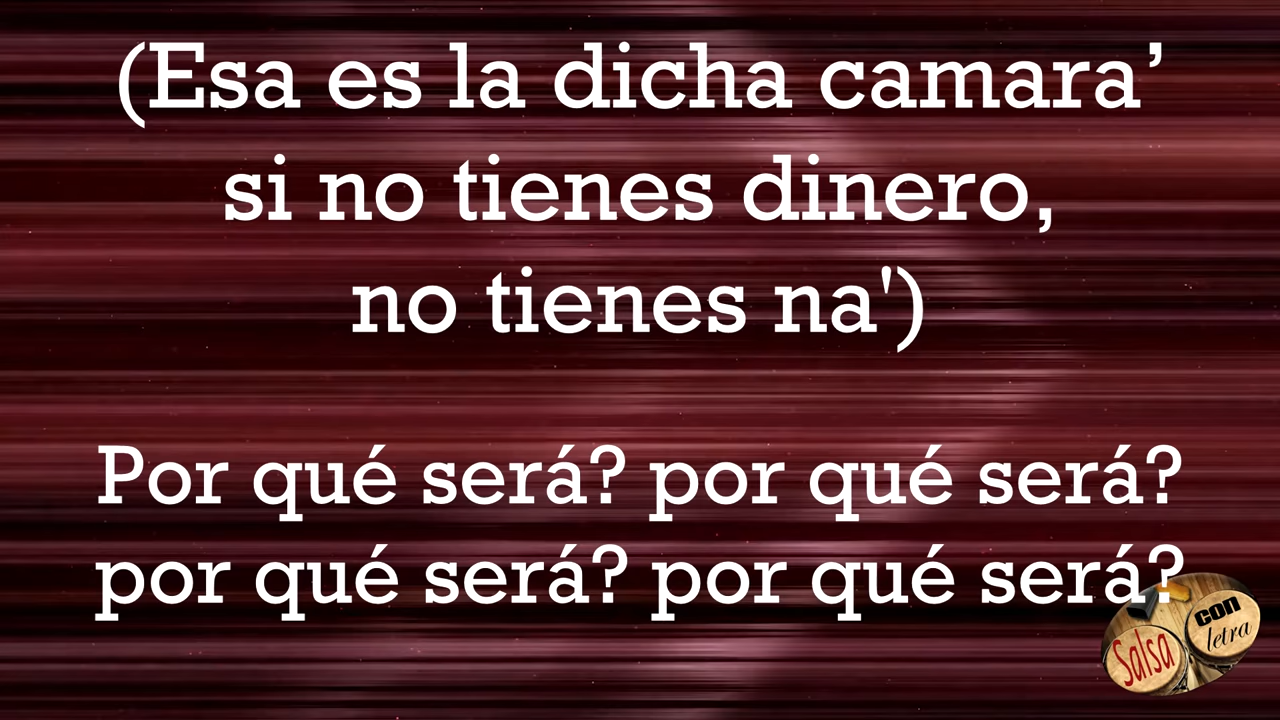 (Esa es la dicha camara’
si no tienes dinero,
no tienes na')
Por qué será? por qué será?
por qué será? por qué será?
Salsa
con
letra